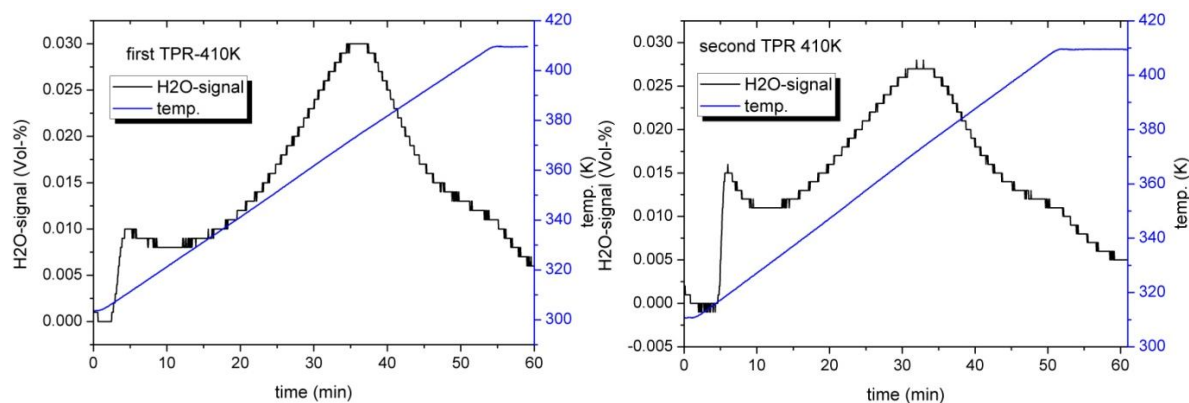 first TPR-410K
H2O-signal
temp.
H2O-signal (Vol-%)
0.030
0.025
0.020
0.015
0.010
0.005
0.000
0 10 20 30 40 50 60
time (min)
420
400
380
360
340
320
300
temp. (K)
second TPR 410K
H2O-signal
temp.
H2O-signal (Vol-%)
0.030
0.025
0.020
0.015
0.010
0.005
0.000
-0.005
0 10 20 30 40 50 60
time (min)
420
400
380
360
340
320
300
temp. (K)